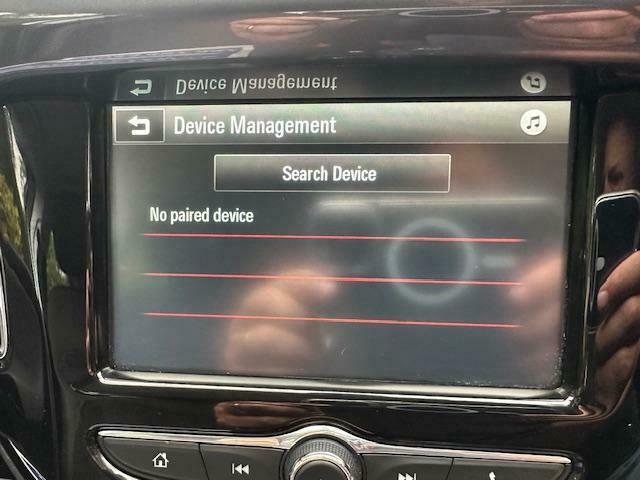 Device Management
Device Management
Search Device
No paired device